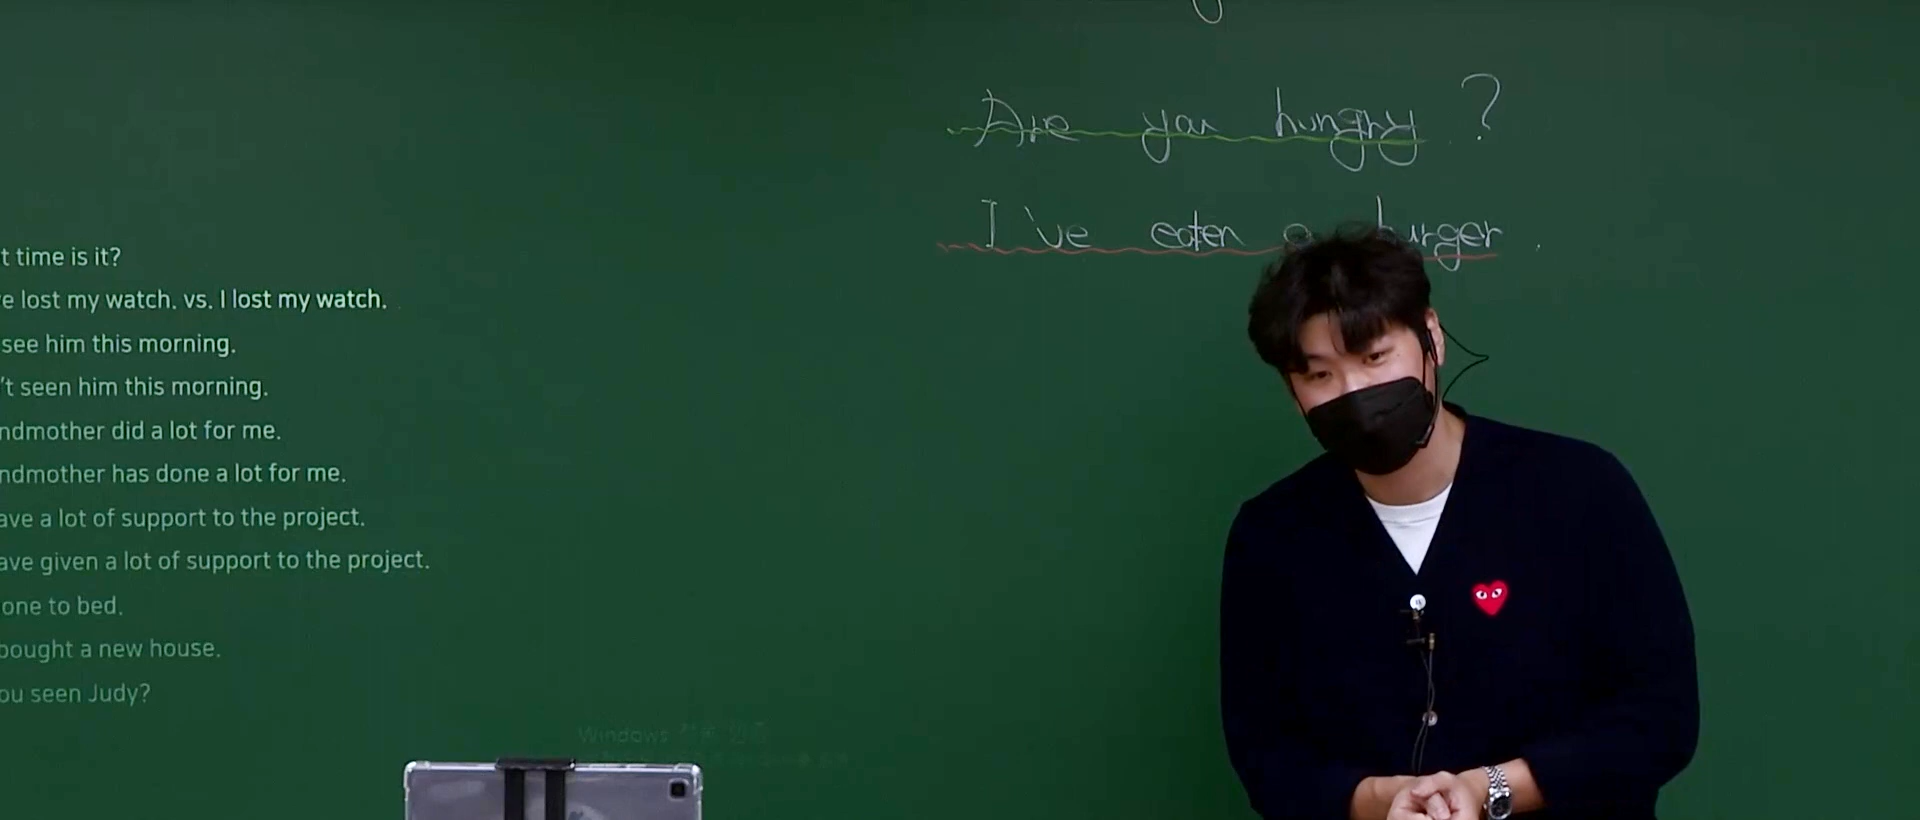 Are you hungry ?
I've eaten a burger .
t time is it?
e lost my watch. vs. I lost my watch.
see him this morning.
't seen him this morning.
ndmother did a lot for me.
ndmother has done a lot for me.
ave a lot of support to the project.
ave given a lot of support to the project.
one to bed.
bought a new house.
ou seen Judy?
Windows